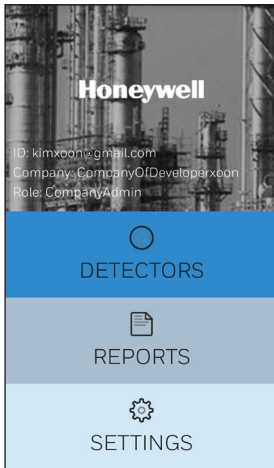 Honeywell
ID: kimxoon@gmail.com
Company: CompanyOfDeveloperxoon
Role: CompanyAdmin
DETECTORS
REPORTS
SETTINGS